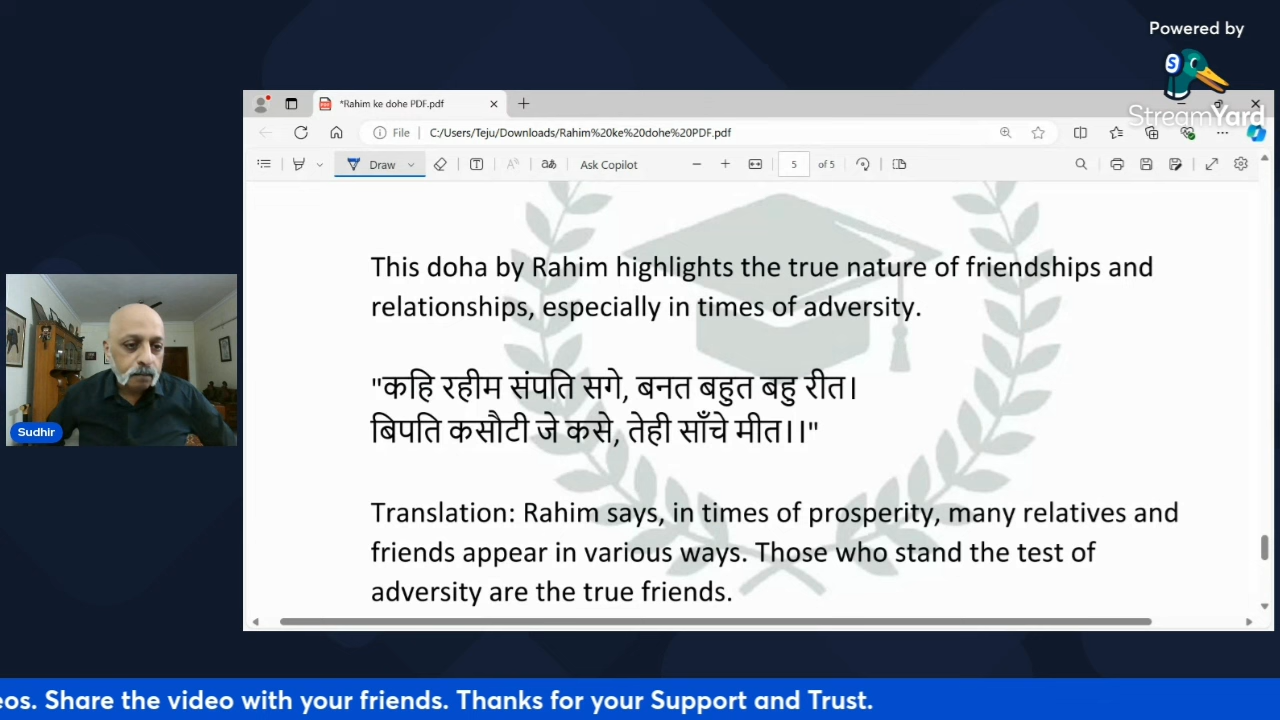 Powered by
StreamYard
*Rahim ke dohe PDF.pdf
File
C:/Users/Teju/Downloads/Rahim%20ke%20dohe%20PDF.pdf
Draw
Ask Copilot
5 of 5
This doha by Rahim highlights the true nature of friendships and
relationships, especially in times of adversity.
"कहि रहीम संपति सगे, बनत बहुत बहु रीत।
बिपति कसौटी जे कसे, तेही साँचे मीत।।"
Translation: Rahim says, in times of prosperity, many relatives and
friends appear in various ways. Those who stand the test of
adversity are the true friends.
Sudhir
eos. Share the video with your friends. Thanks for your Support and Trust.